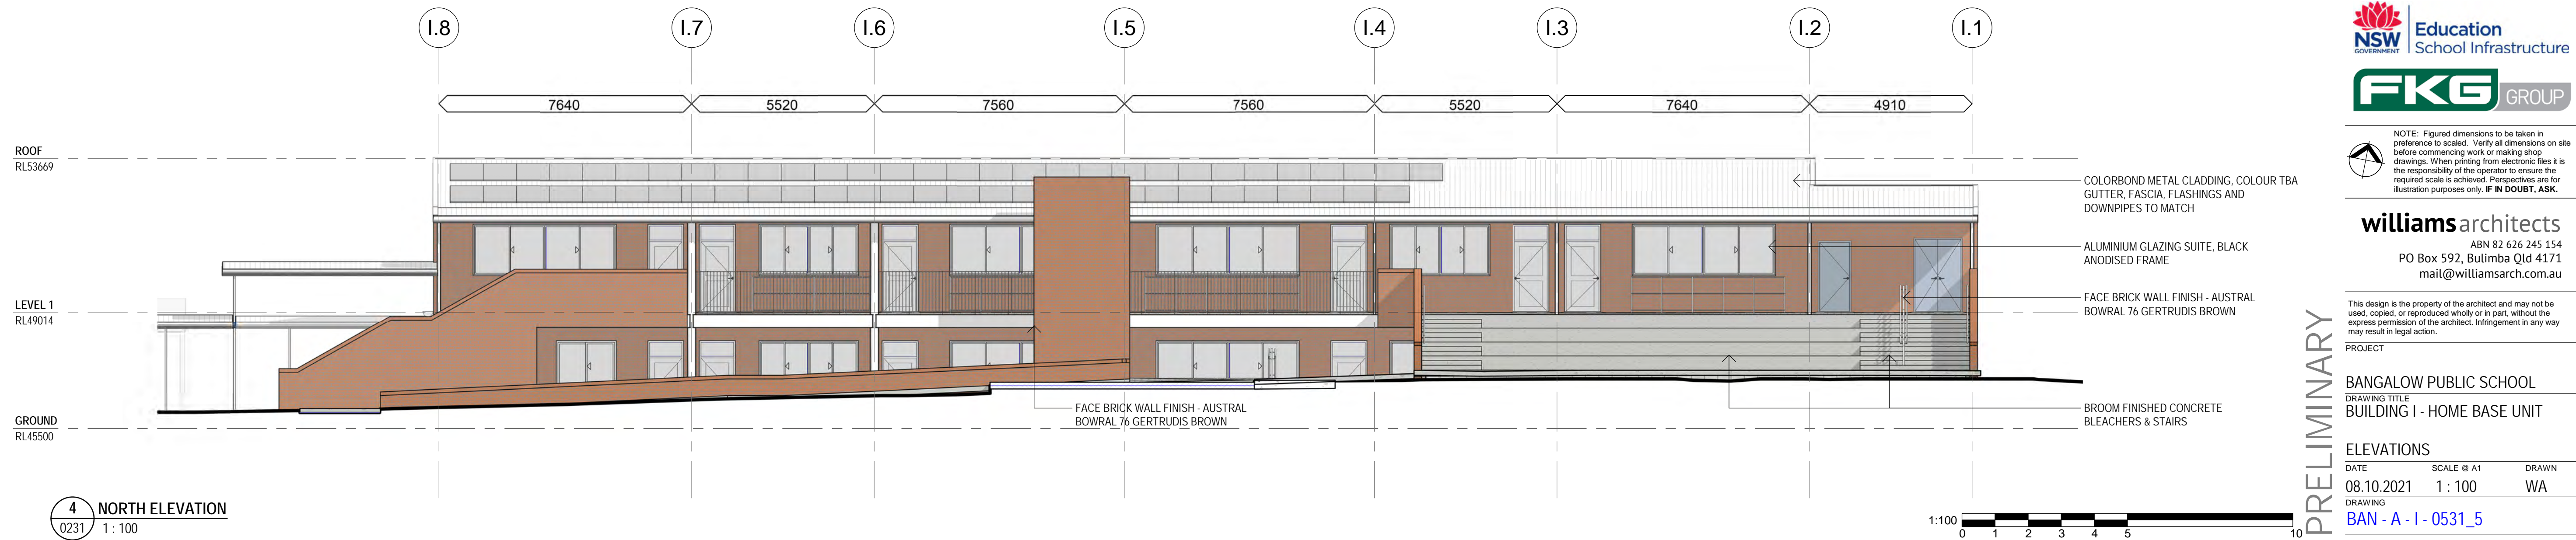 I.8 I.7 I.6 I.5 I.4 I.3 I.2 I.1
7640 5520 7560 7560 5520 7640 4910
ROOF
RL53669
LEVEL 1
RL49014
GROUND
RL45500
COLORBOND METAL CLADDING, COLOUR TBA
GUTTER, FASCIA, FLASHINGS AND
DOWNPIPES TO MATCH
ALUMINIUM GLAZING SUITE, BLACK
ANODISED FRAME
FACE BRICK WALL FINISH - AUSTRAL
BOWRAL 76 GERTRUDIS BROWN
BROOM FINISHED CONCRETE
BLEACHERS & STAIRS
FACE BRICK WALL FINISH - AUSTRAL
BOWRAL 76 GERTRUDIS BROWN
4 NORTH ELEVATION
0231 1 : 100
1:100
0 1 2 3 4 5 10
PRELIMINARY
NSW
GOVERNMENT
Education
School Infrastructure
FKG GROUP
NOTE: Figured dimensions to be taken in
preference to scaled. Verify all dimensions on site
before commencing work or making shop
drawings. When printing from electronic files it is
the responsibility of the operator to ensure the
required scale is achieved. Perspectives are for
illustration purposes only. IF IN DOUBT, ASK.
williams architects
ABN 82 626 245 154
PO Box 592, Bulimba Qld 4171
mail@williamsarch.com.au
This design is the property of the architect and may not be
used, copied, or reproduced wholly or in part, without the
express permission of the architect. Infringement in any way
may result in legal action.
PROJECT
BANGALOW PUBLIC SCHOOL
DRAWING TITLE
BUILDING I - HOME BASE UNIT
ELEVATIONS
DATE SCALE @ A1 DRAWN
08.10.2021 1 : 100 WA
DRAWING
BAN - A - I - 0531_5